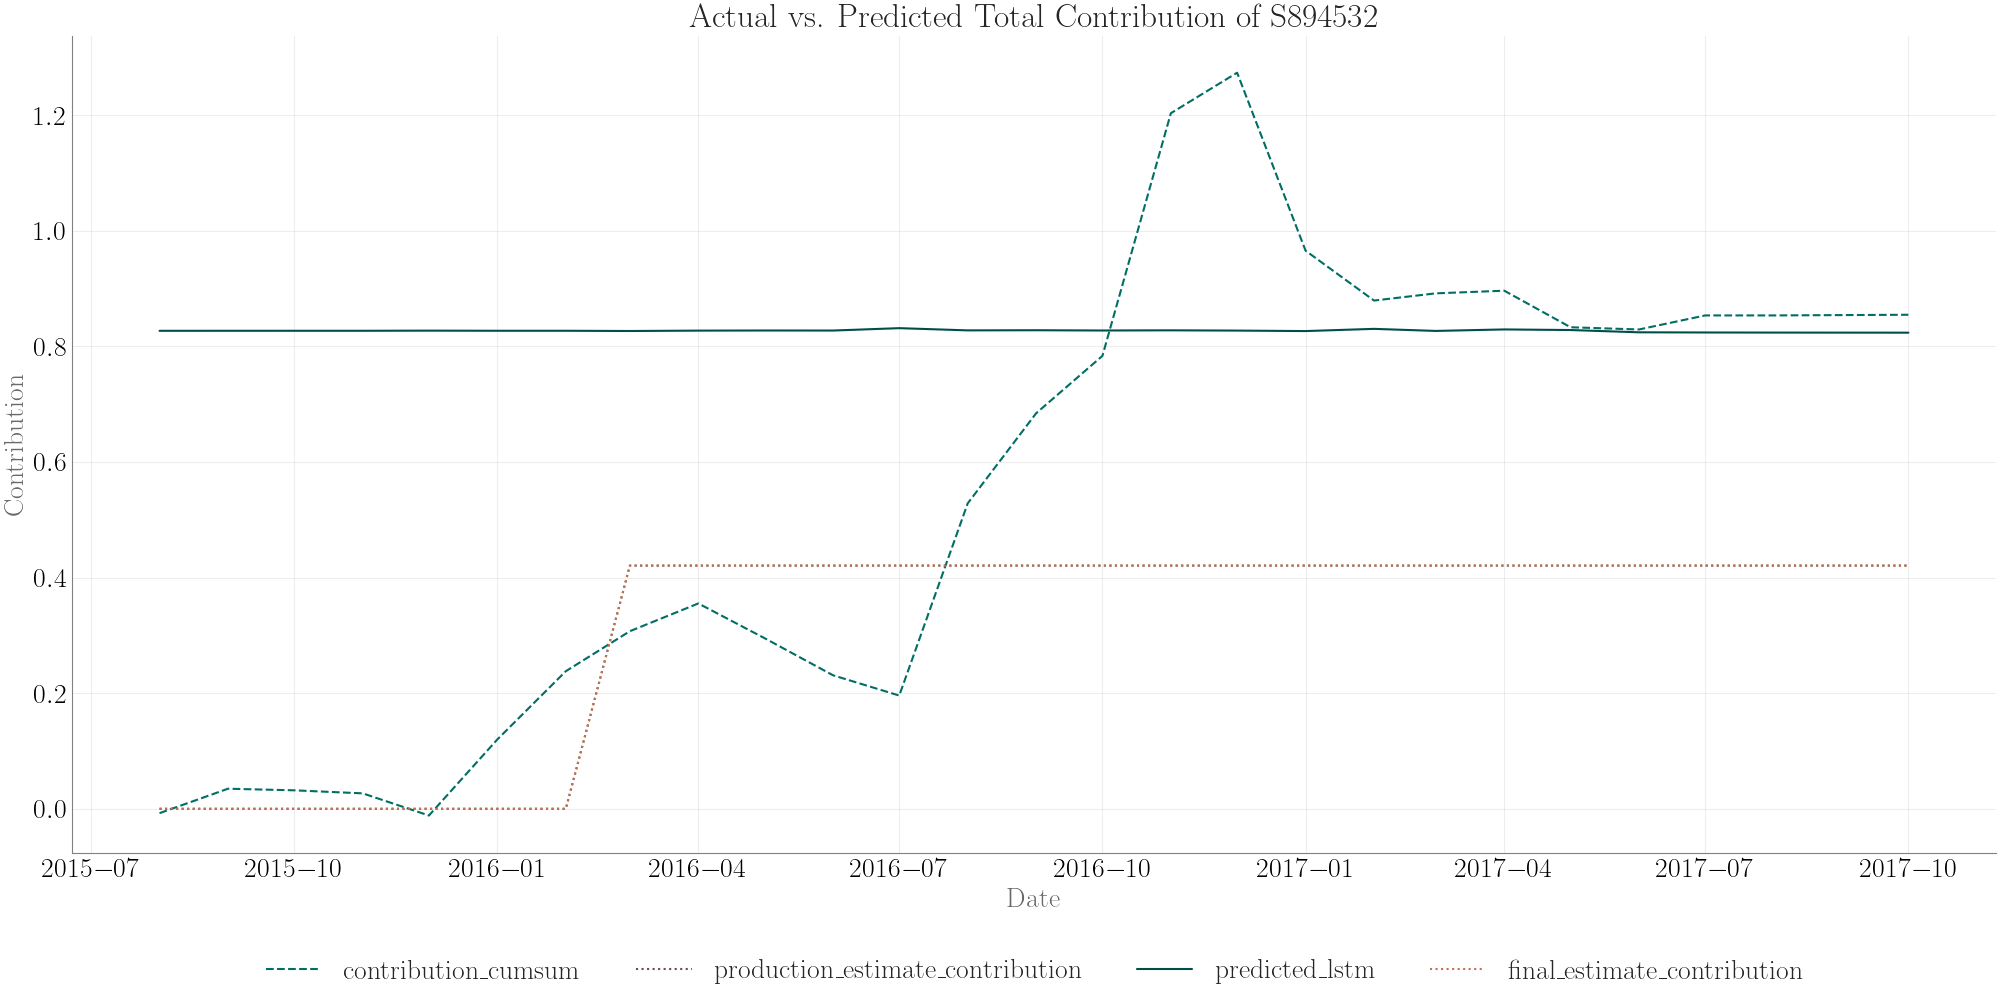 Actual vs. Predicted Total Contribution of S894532
Contribution
1.2
1.0
0.8
0.6
0.4
0.2
0.0
2015–07 2015–10 2016–01 2016–04 2016–07 2016–10 2017–01 2017–04 2017–07 2017–10
Date
contribution_cumsum production_estimate_contribution predicted_lstm final_estimate_contribution